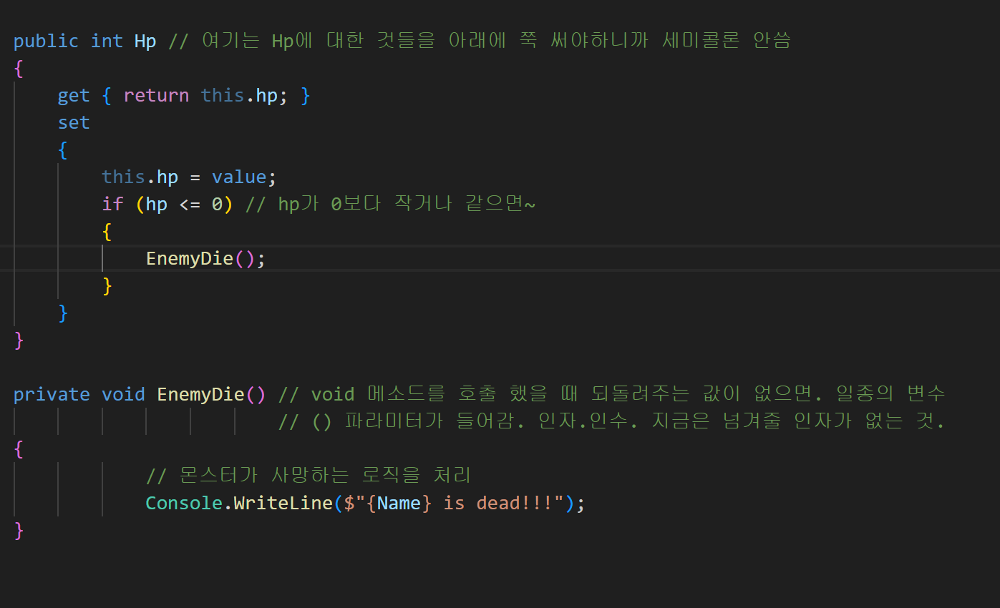 public int Hp // 여기는 Hp에 대한 것들을 아래에 쭉 써야하니까 세미콜론 안씀
{
    get { return this.hp; }
    set
    {
        this.hp = value;
        if (hp <= 0) // hp가 0보다 작거나 같으면~
        {
            EnemyDie();
        }
    }
}

private void EnemyDie() // void 메소드를 호출 했을 때 되돌려주는 값이 없으면. 일종의 변수
                        // () 파라미터가 들어감. 인자.인수. 지금은 넘겨줄 인자가 없는 것.
{
            // 몬스터가 사망하는 로직을 처리
            Console.WriteLine($"{Name} is dead!!!");
}